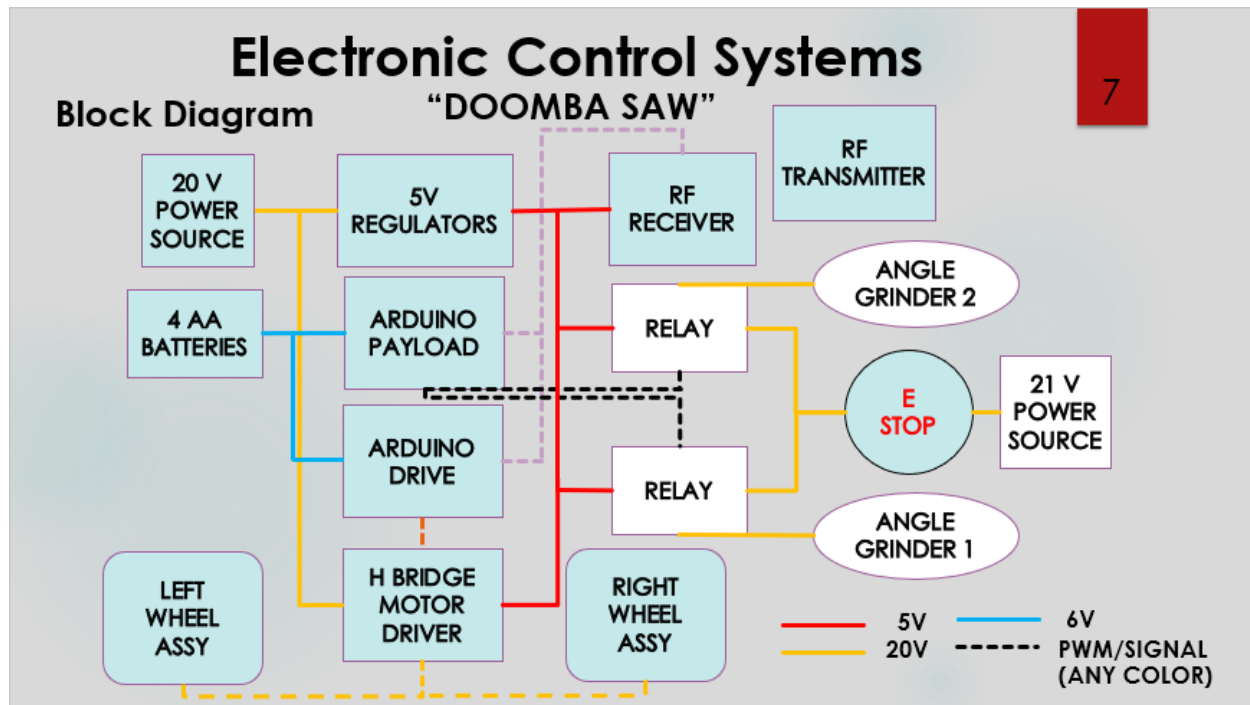 Electronic Control Systems
7
Block Diagram
“DOOMBA SAW”
20 V
POWER
SOURCE
5V
REGULATORS
RF
RECEIVER
RF
TRANSMITTER
4 AA
BATTERIES
ARDUINO
PAYLOAD
RELAY
ANGLE
GRINDER 2
E
STOP
21 V
POWER
SOURCE
ARDUINO
DRIVE
RELAY
ANGLE
GRINDER 1
LEFT
WHEEL
ASSY
H BRIDGE
MOTOR
DRIVER
RIGHT
WHEEL
ASSY
5V
6V
20V
PWM/SIGNAL
(ANY COLOR)